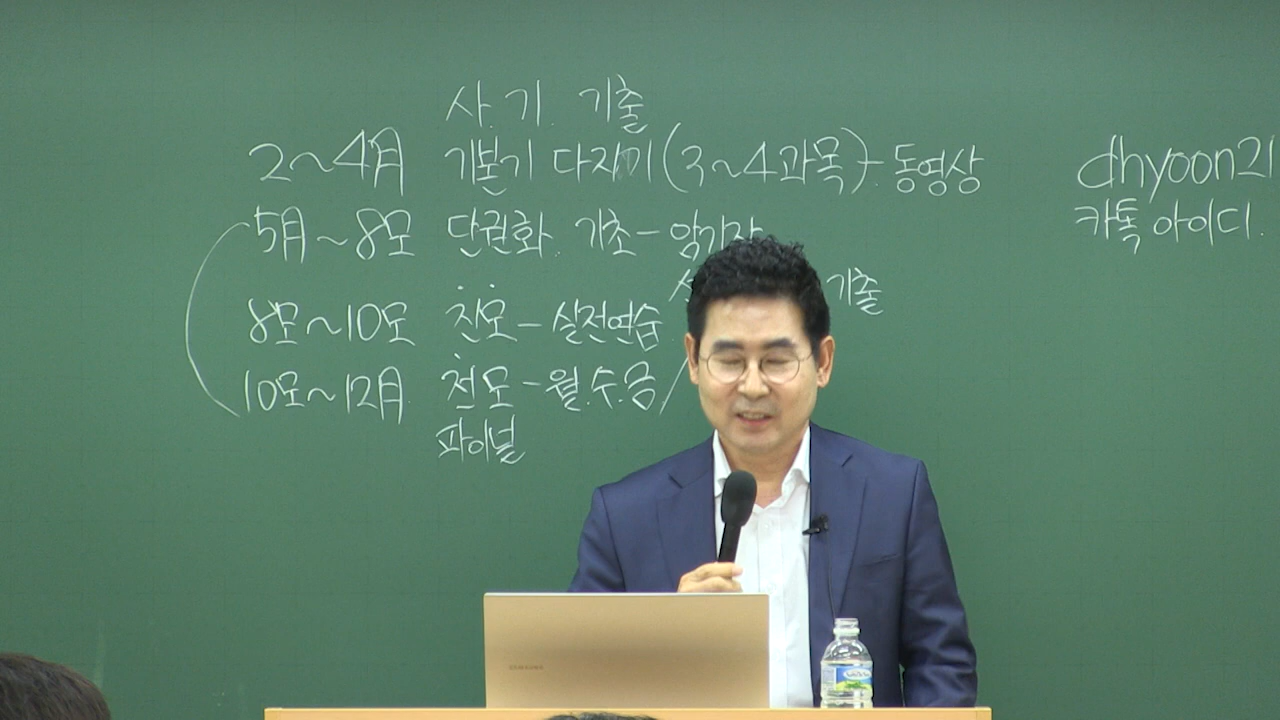 사. 기. 기출
2~4月 기본기 다지기(3~4과목)-동영상
5月~8모 단권화. 기초-암기장
기출
8모~10모 진모-실전연습
10모~12月 전모-월.수.금
파이널
dhyoon21
카톡 아이디.